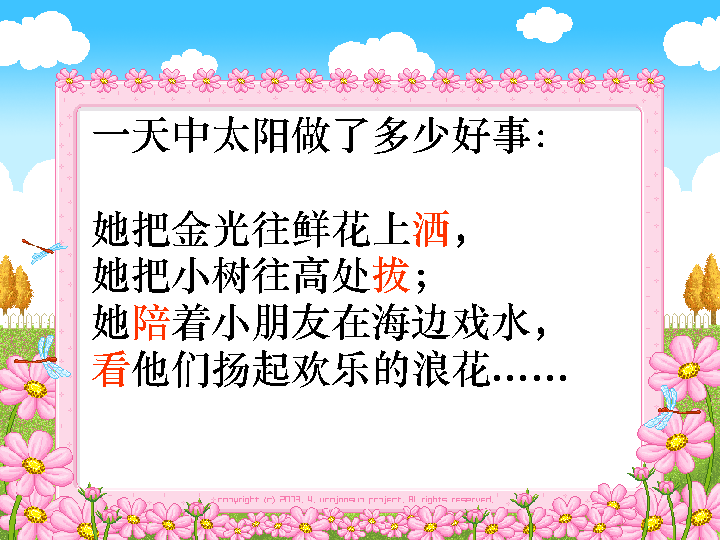 一天中太阳做了多少好事：
她把金光往鲜花上洒，
她把小树往高处拔；
她陪着小朋友在海边戏水，
看他们扬起欢乐的浪花……